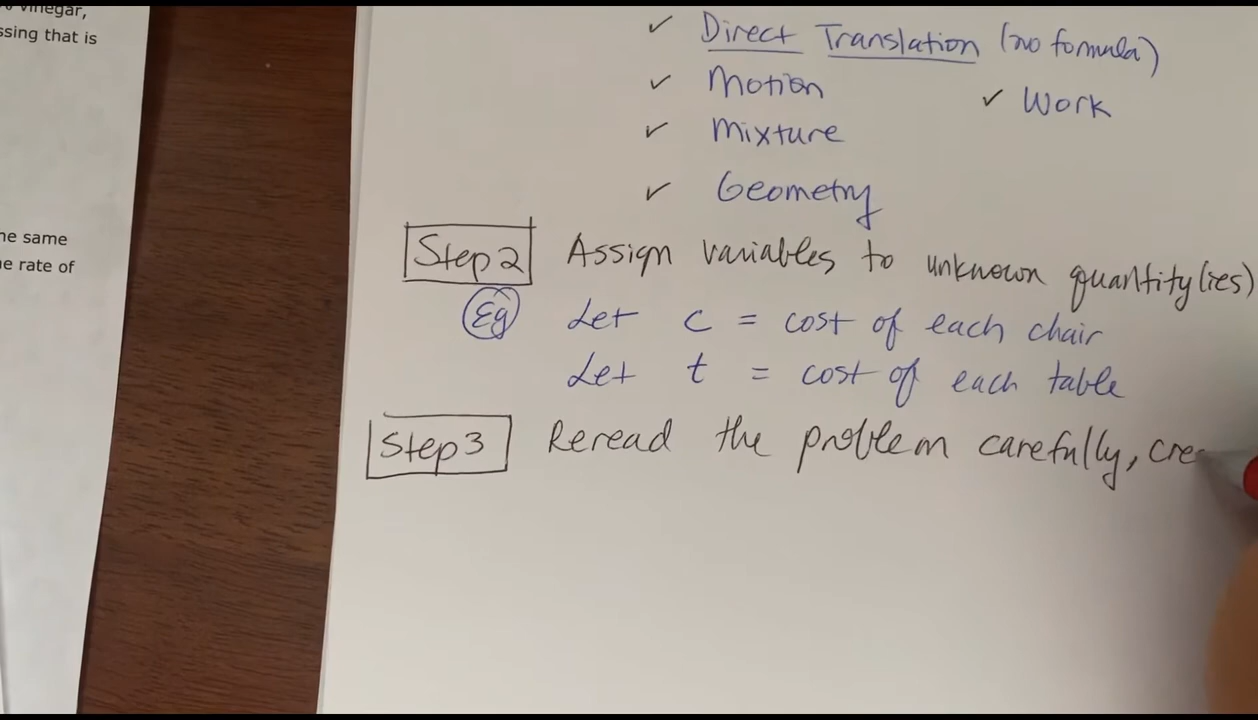 vinegar,
ssing that is
ne same
e rate of
✓ Direct Translation (no formula)
✓ Motion ✓ Work
✓ Mixture
✓ Geometry
Step 2 Assign variables to unknown quantity(ies)
Eg Let c = cost of each chair
Let t = cost of each table
Step 3 Reread the problem carefully, cre